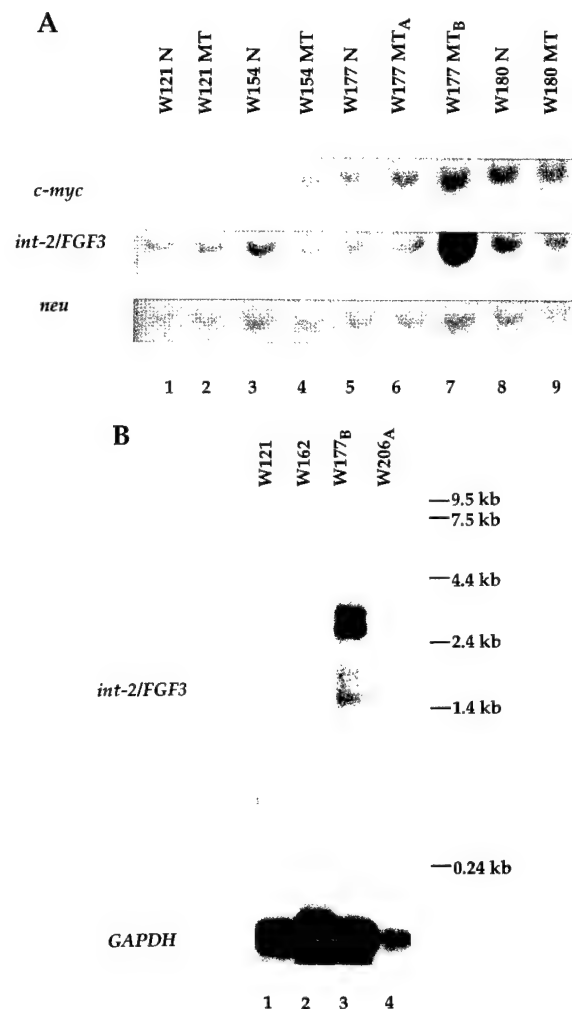 A
W121 N
W121 MT
W154 N
W154 MT
W177 N
W177 MTA
W177 MTB
W180 N
W180 MT
c-myc
int-2/FGF3
neu
1 2 3 4 5 6 7 8 9
B
W121
W162
W177B
W206A
—9.5 kb
—7.5 kb
—4.4 kb
—2.4 kb
int-2/FGF3
—1.4 kb
—0.24 kb
GAPDH
1 2 3 4